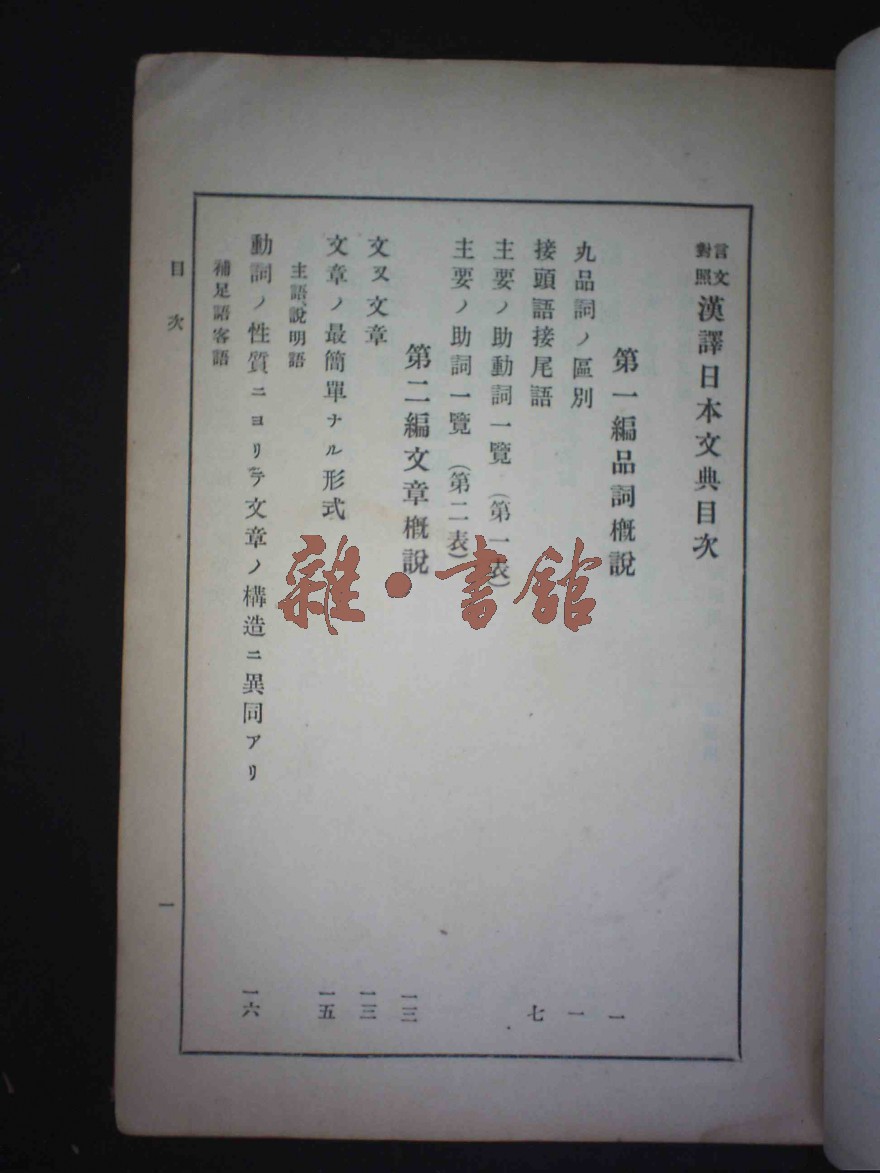 言文對照 漢譯日本文典目次
第一編品詞概說 一
九品詞ノ區別 一
接頭語接尾語 七
主要ノ助動詞一覽 (第一表)
主要ノ助詞一覽 (第二表)
第二編文章概說 一三
文又文章 一三
文章ノ最簡單ナル形式 一五
主語、說明語
動詞ノ性質ニヨリテ文章ノ構造ニ異同アリ 一六
補足語客語
目次
一
雜·書館